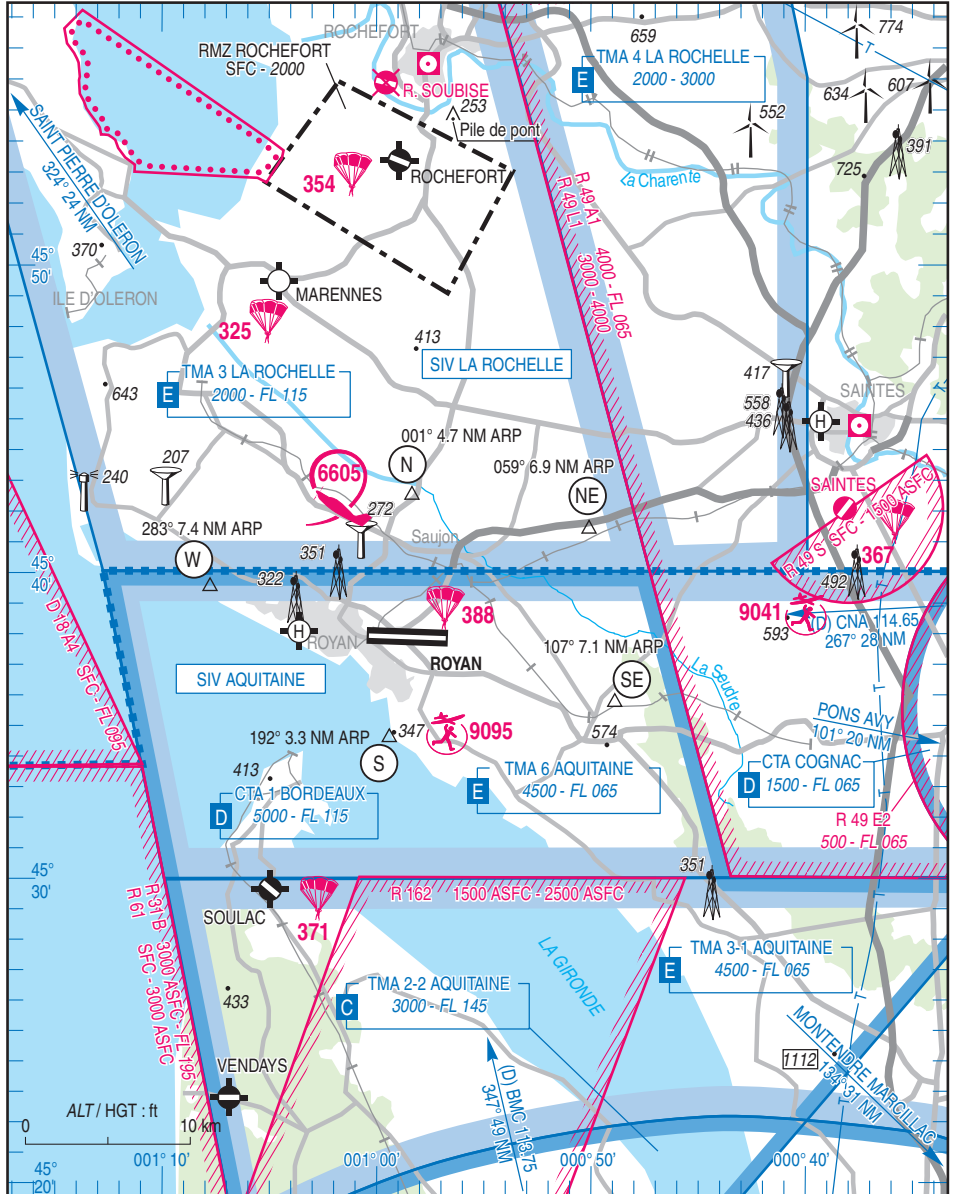 ROCHEFORT
659
774
RMZ ROCHEFORT
SFC - 2000
TMA 4 LA ROCHELLE
2000 - 3000
E
R. SOUBISE
634
607
253
Pile de pont
552
391
SAINT PIERRE D'OLERON
324° 24 NM
354
ROCHEFORT
La Charente
725
R 49 A1 4000 - FL 065
R 49 L1 3000 - 4000
370
45°
50'
ILE D'OLERON
MARENNES
325
413
SIV LA ROCHELLE
TMA 3 LA ROCHELLE
2000 - FL 115
E
417
643
558
436
SAINTES
H
001° 4.7 NM ARP
N
059° 6.9 NM ARP
NE
207
240
6605
272
SAINTES
R 49 S SFC - 1500 ASFC
283° 7.4 NM ARP
W
Saujon
351
367
45°
40'
322
492
388
9041
593
(D) CNA 114.65
267° 28 NM
D 18 A4 SFC - FL 095
H
ROYAN
ROYAN
107° 7.1 NM ARP
SE
La Seudre
SIV AQUITAINE
PONS AVY
101° 20 NM
192° 3.3 NM ARP
347
S
9095
574
413
CTA 1 BORDEAUX
5000 - FL 115
D
TMA 6 AQUITAINE
4500 - FL 065
E
CTA COGNAC
1500 - FL 065
D
R 49 E2
500 - FL 065
45°
30'
351
R 162 1500 ASFC - 2500 ASFC
SOULAC
371
R 31 B 3000 ASFC - FL 195
R 61 SFC - 3000 ASFC
LA GIRONDE
TMA 3-1 AQUITAINE
4500 - FL 065
E
433
TMA 2-2 AQUITAINE
3000 - FL 145
C
MONTENDRE MARCILLAC
134° 31 NM
1112
VENDAYS
(D) BMC 113.75
347° 49 NM
ALT / HGT : ft
0 10 km
45°
20'
001° 10'
001° 00'
000° 50'
000° 40'
T
T
T
T
T
T
T